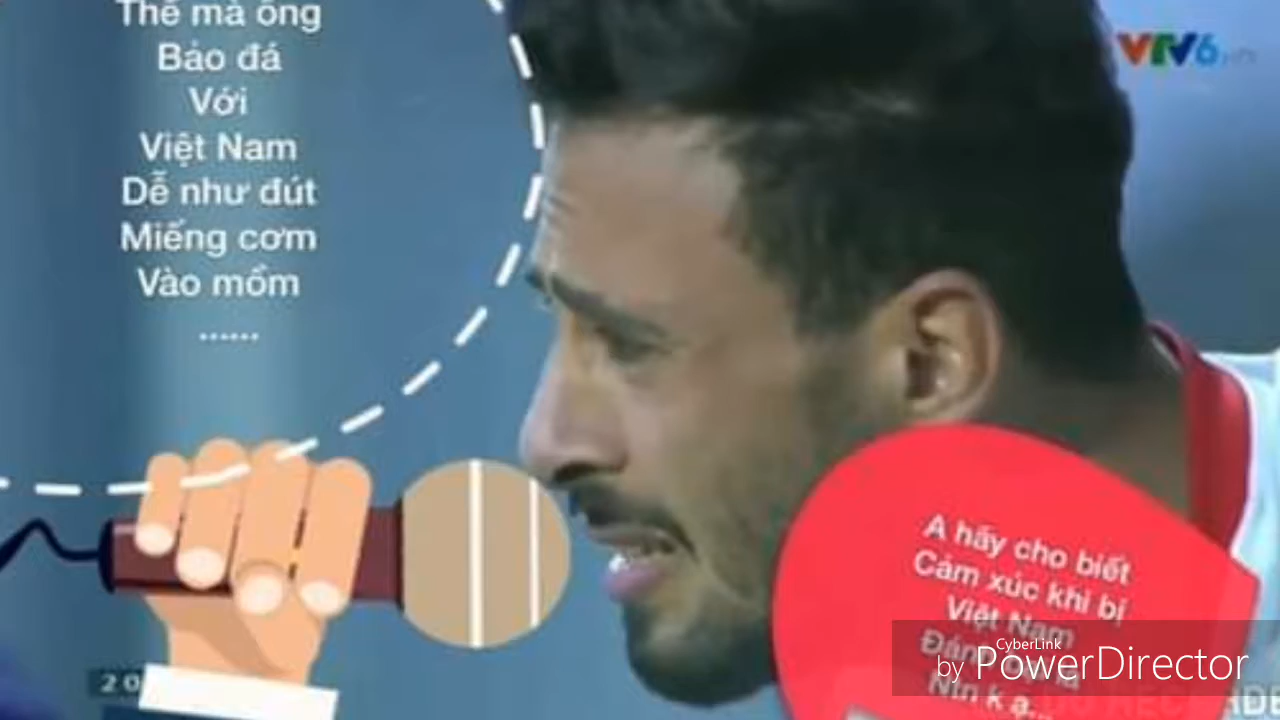 Thế mà ông
Bảo đá
Với
Việt Nam
Dễ như đút
Miếng cơm
Vào mồm
......
VTV6
A hãy cho biết
Cảm xúc khi bị
Việt Nam
Ntn k ạ...
CyberLink
by PowerDirector